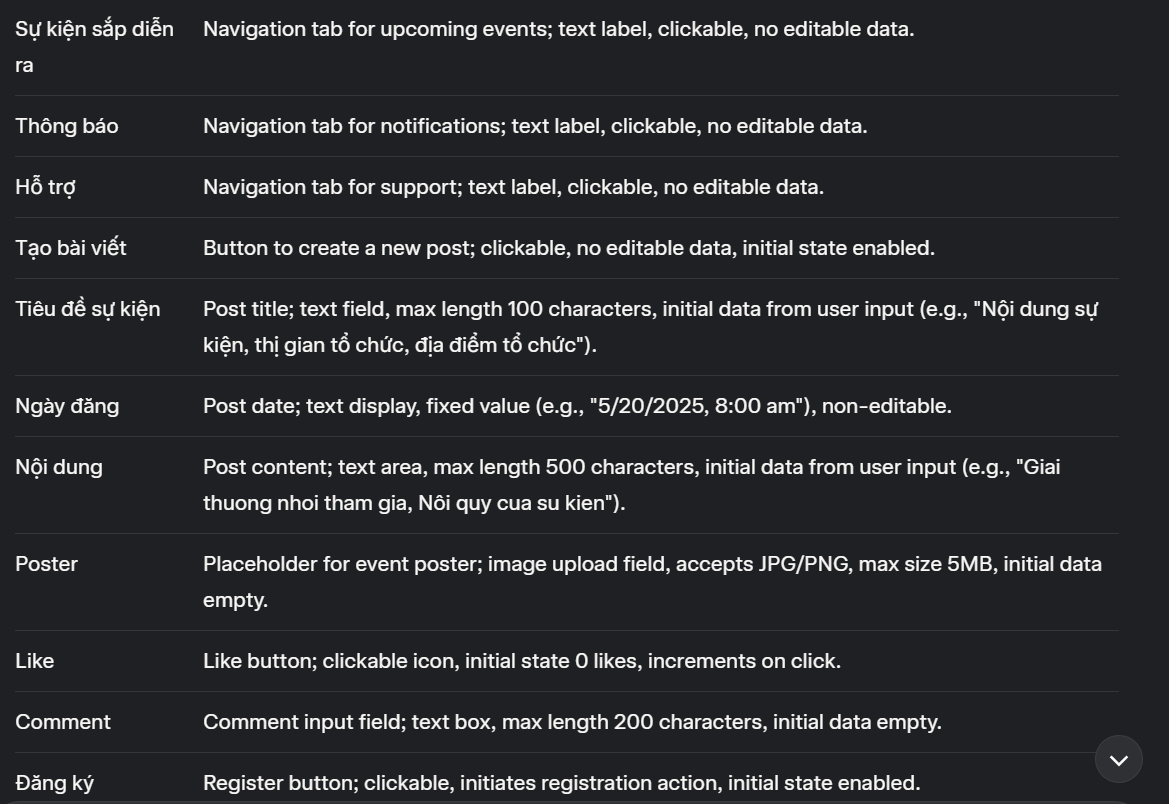 Sự kiện sắp diễn Navigation tab for upcoming events; text label, clickable, no editable data.
ra
Thông báo Navigation tab for notifications; text label, clickable, no editable data.
Hỗ trợ Navigation tab for support; text label, clickable, no editable data.
Tạo bài viết Button to create a new post; clickable, no editable data, initial state enabled.
Tiêu đề sự kiện Post title; text field, max length 100 characters, initial data from user input (e.g., "Nội dung sự
kiện, thị gian tổ chức, địa điểm tổ chức").
Ngày đăng Post date; text display, fixed value (e.g., "5/20/2025, 8:00 am"), non-editable.
Nội dung Post content; text area, max length 500 characters, initial data from user input (e.g., "Giai
thuong nhoi tham gia, Nôi quy cua su kien").
Poster Placeholder for event poster; image upload field, accepts JPG/PNG, max size 5MB, initial data
empty.
Like Like button; clickable icon, initial state 0 likes, increments on click.
Comment Comment input field; text box, max length 200 characters, initial data empty.
Đăng ký Register button; clickable, initiates registration action, initial state enabled.